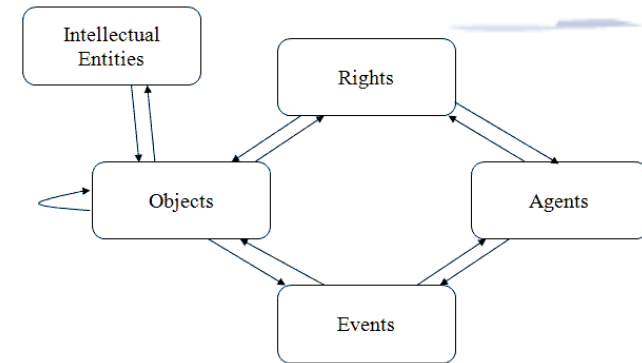 Intellectual
Entities
Rights
Objects
Agents
Events